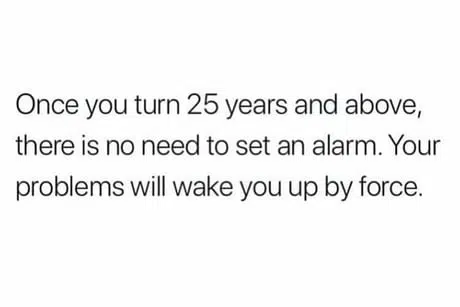 Once you turn 25 years and above,
there is no need to set an alarm. Your
problems will wake you up by force.